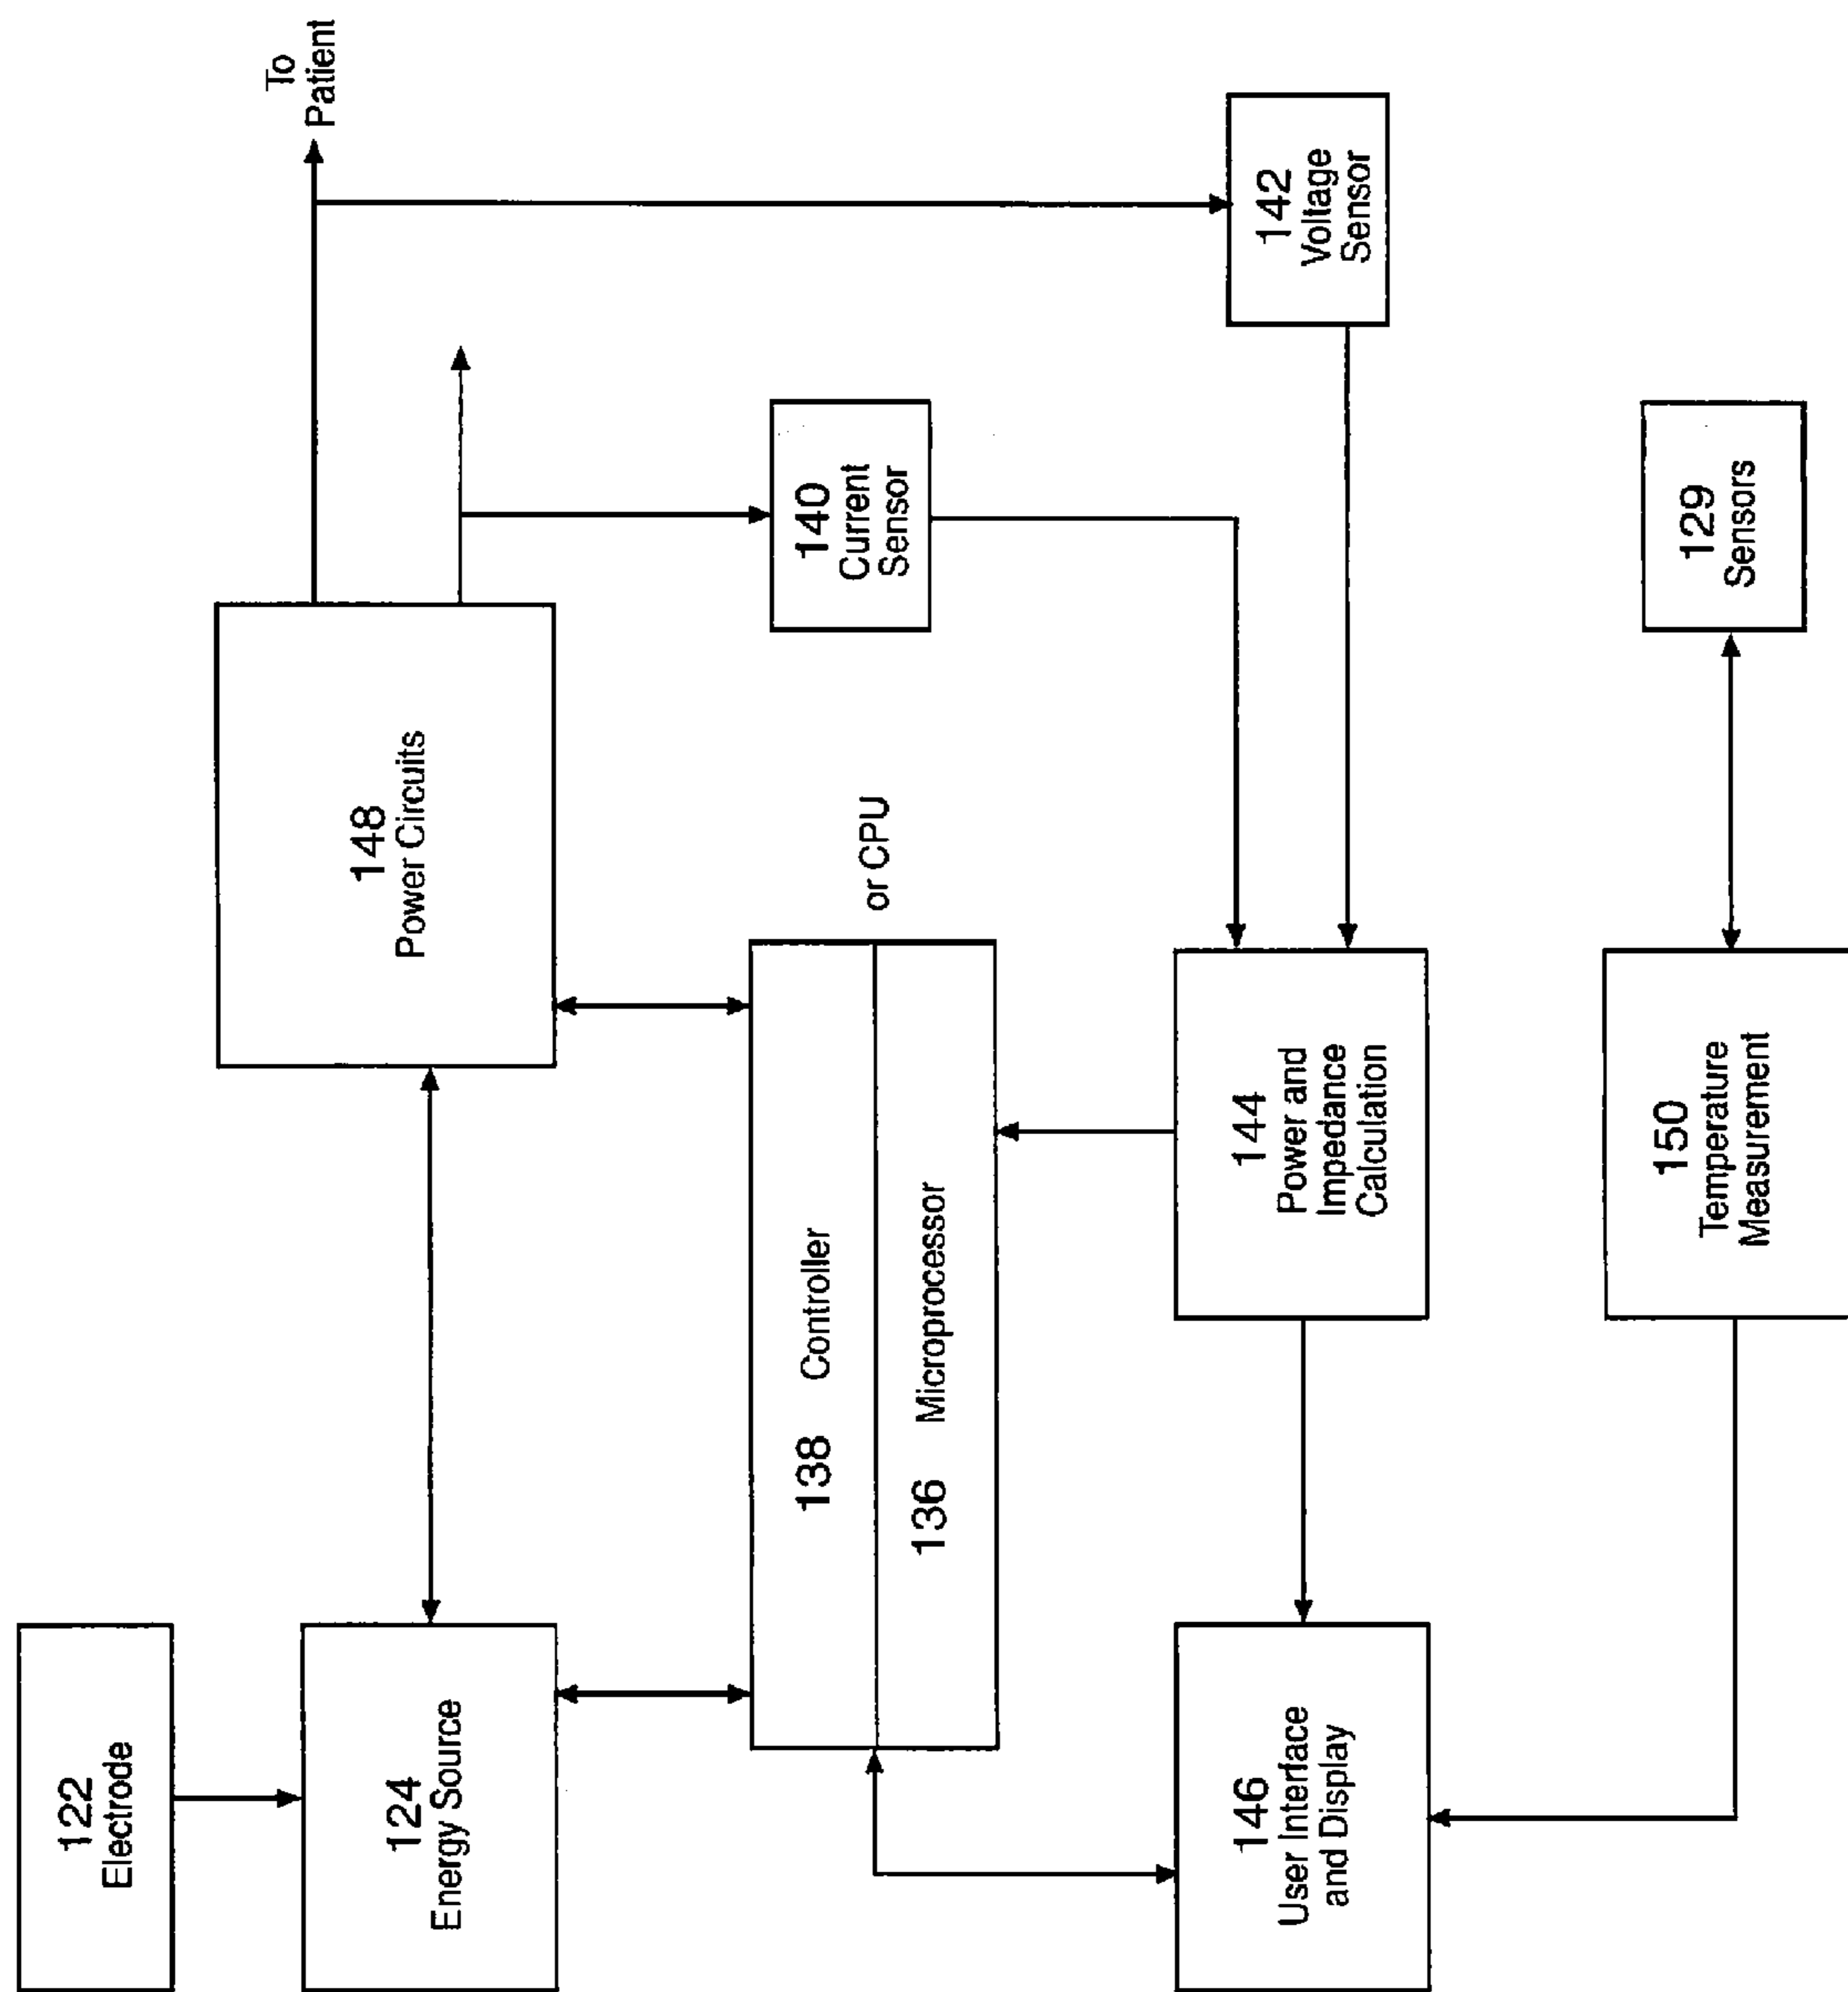 122
Electrode
124
Energy Source
148
Power Circuits
To
Patient
138 Controller
136 Microprocessor
or CPU
140
Current
Sensor
142
Voltage
Sensor
146
User Interface
and Display
144
Power and
Impedance
Calculation
150
Temperature
Measurement
129
Sensors